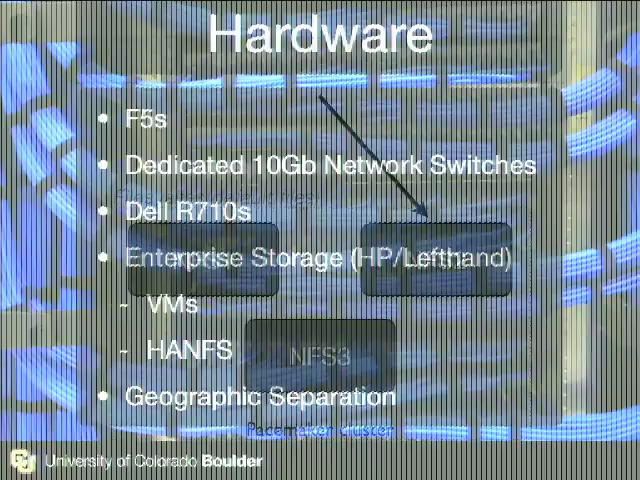 Hardware
• F5s
• Dedicated 10Gb Network Switches
• Dell R710s
• Enterprise Storage (HP/Lefthand)
- VMs
- HANFS
NFS3
• Geographic Separation
Pacemaker Cluster
University of Colorado Boulder